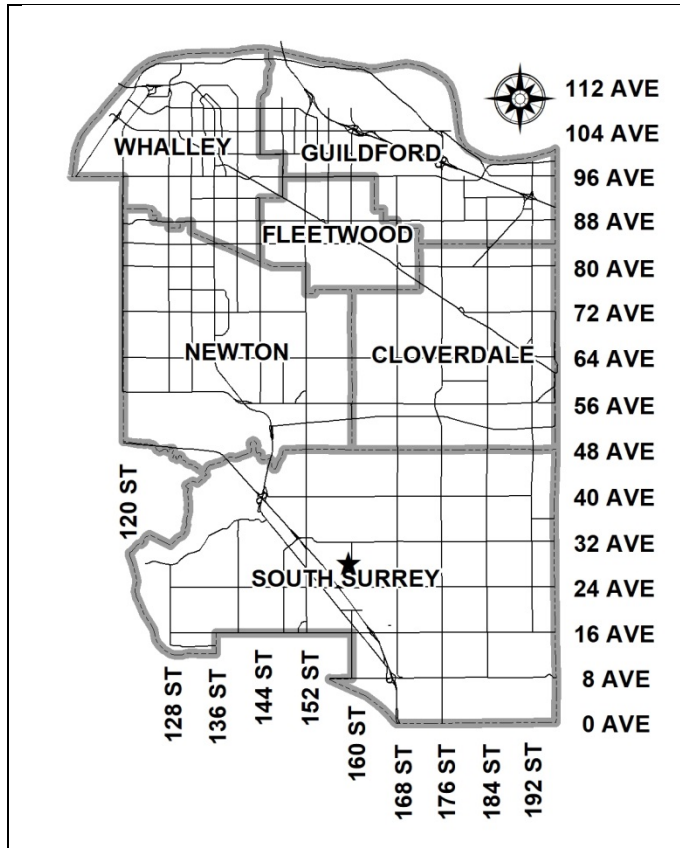 112 AVE
104 AVE
WHALLEY
GUILDFORD
96 AVE
88 AVE
FLEETWOOD
80 AVE
72 AVE
NEWTON
CLOVERDALE
64 AVE
56 AVE
48 AVE
120 ST
40 AVE
32 AVE
SOUTH SURREY
24 AVE
16 AVE
128 ST
136 ST
144 ST
152 ST
160 ST
8 AVE
0 AVE
168 ST
176 ST
184 ST
192 ST